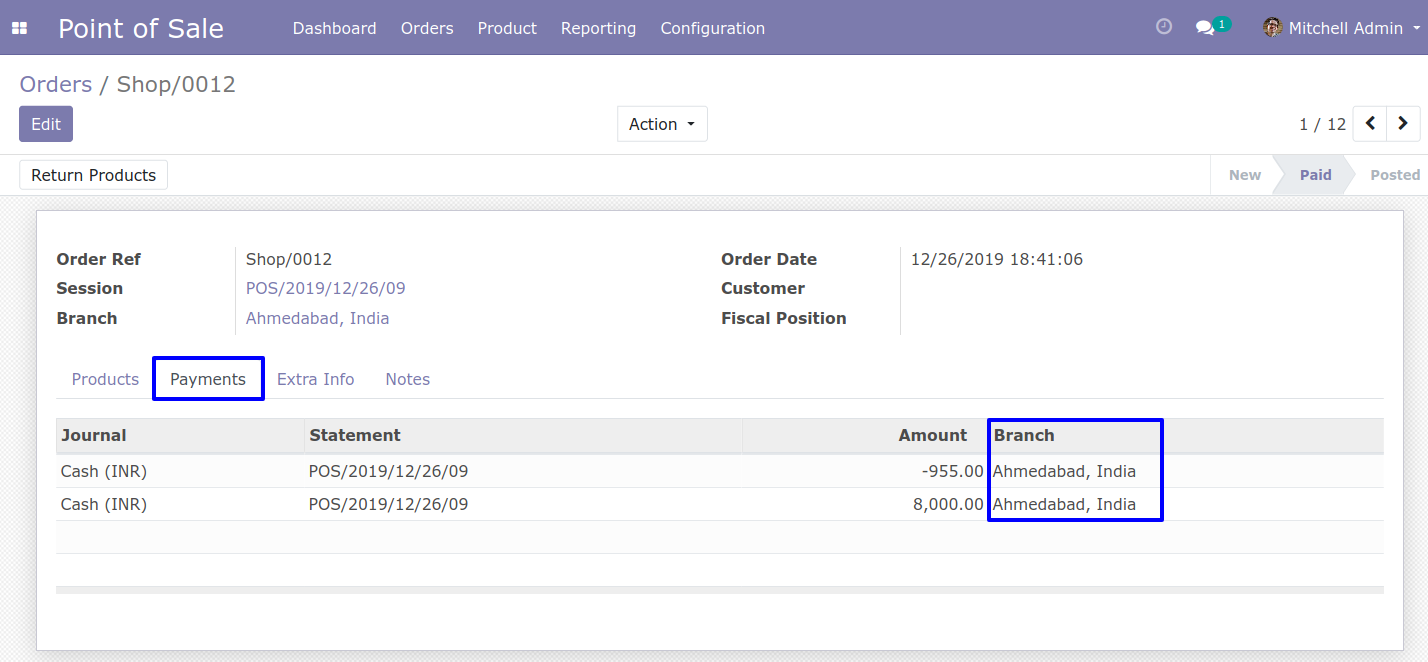 Point of Sale Dashboard Orders Product Reporting Configuration 1 Mitchell Admin
Orders / Shop/0012
Edit Action 1 / 12
Return Products New Paid Posted
Order Ref Shop/0012 Order Date 12/26/2019 18:41:06
Session POS/2019/12/26/09 Customer
Branch Ahmedabad, India Fiscal Position
Products Payments Extra Info Notes
Journal Statement Amount Branch
Cash (INR) POS/2019/12/26/09 -955.00 Ahmedabad, India
Cash (INR) POS/2019/12/26/09 8,000.00 Ahmedabad, India